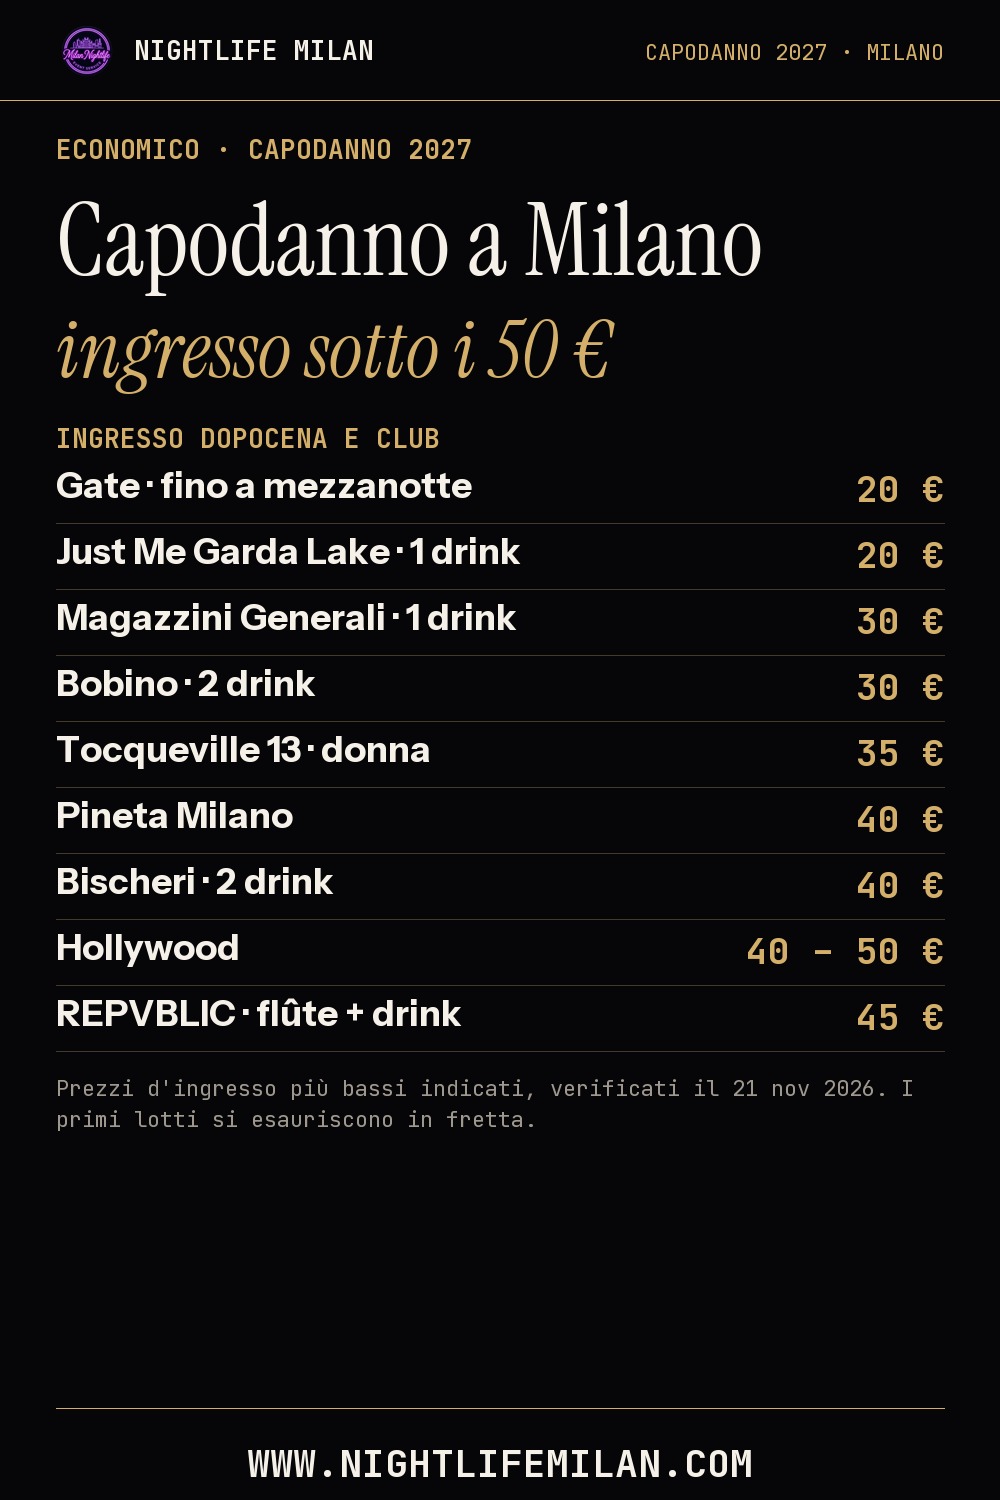 Milan Nightlife
NIGHTLIFE MILAN
CAPODANNO 2027 · MILANO
ECONOMICO · CAPODANNO 2027
Capodanno a Milano
ingresso sotto i 50 €
INGRESSO DOPOCENA E CLUB
Gate · fino a mezzanotte 20 €
Just Me Garda Lake · 1 drink 20 €
Magazzini Generali · 1 drink 30 €
Bobino · 2 drink 30 €
Tocqueville 13 · donna 35 €
Pineta Milano 40 €
Bischeri · 2 drink 40 €
Hollywood 40 – 50 €
REPVBLIC · flûte + drink 45 €
Prezzi d'ingresso più bassi indicati, verificati il 21 nov 2026. I
primi lotti si esauriscono in fretta.
WWW.NIGHTLIFEMILAN.COM